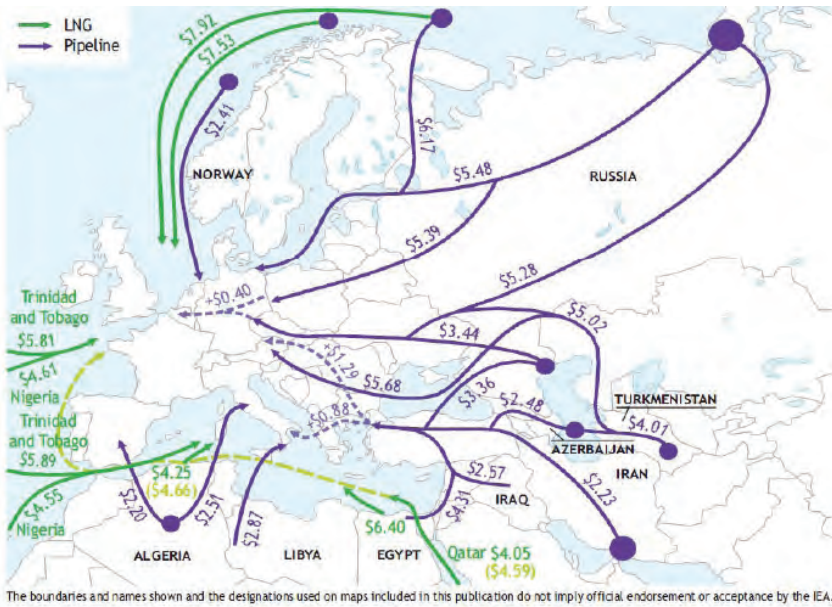 LNG
Pipeline
$7.92
$7.53
$2.41
$6.17
NORWAY
$5.48
RUSSIA
$5.39
+$0.40
$5.28
Trinidad
and Tobago
$5.81
$4.61
Nigeria
$3.44
$5.02
+$1.29
$5.68
$3.36
+$0.88
$2.48
TURKMENISTAN
$4.01
AZERBAIJAN
IRAN
Trinidad
and Tobago
$5.89
$4.55
Nigeria
$4.25
($4.66)
$2.20
$2.51
$2.87
$2.57
IRAQ
$4.31
$2.23
$6.40
ALGERIA
LIBYA
EGYPT
Qatar $4.05
($4.59)
The boundaries and names shown and the designations used on maps included in this publication do not imply official endorsement or acceptance by the IEA.